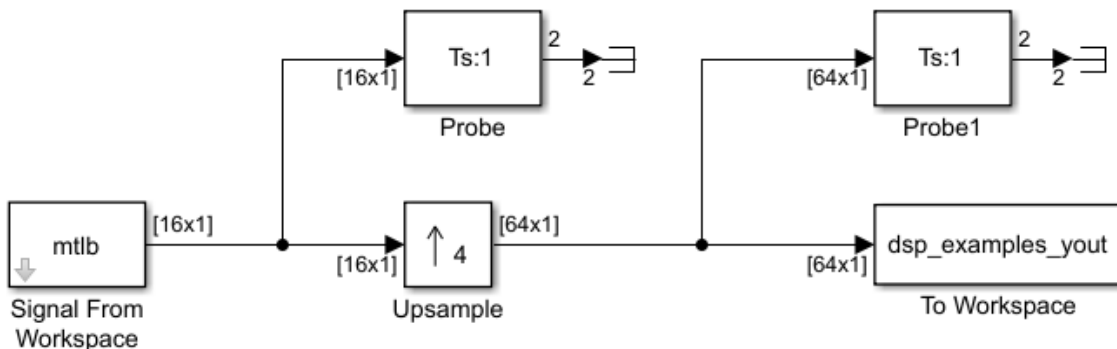 Ts:1
2
[16x1]
2
Probe
Ts:1
2
[64x1]
2
Probe1
mtlb
[16x1]
[16x1]
4
[64x1]
[64x1]
dsp_examples_yout
Signal From
Workspace
Upsample
To Workspace